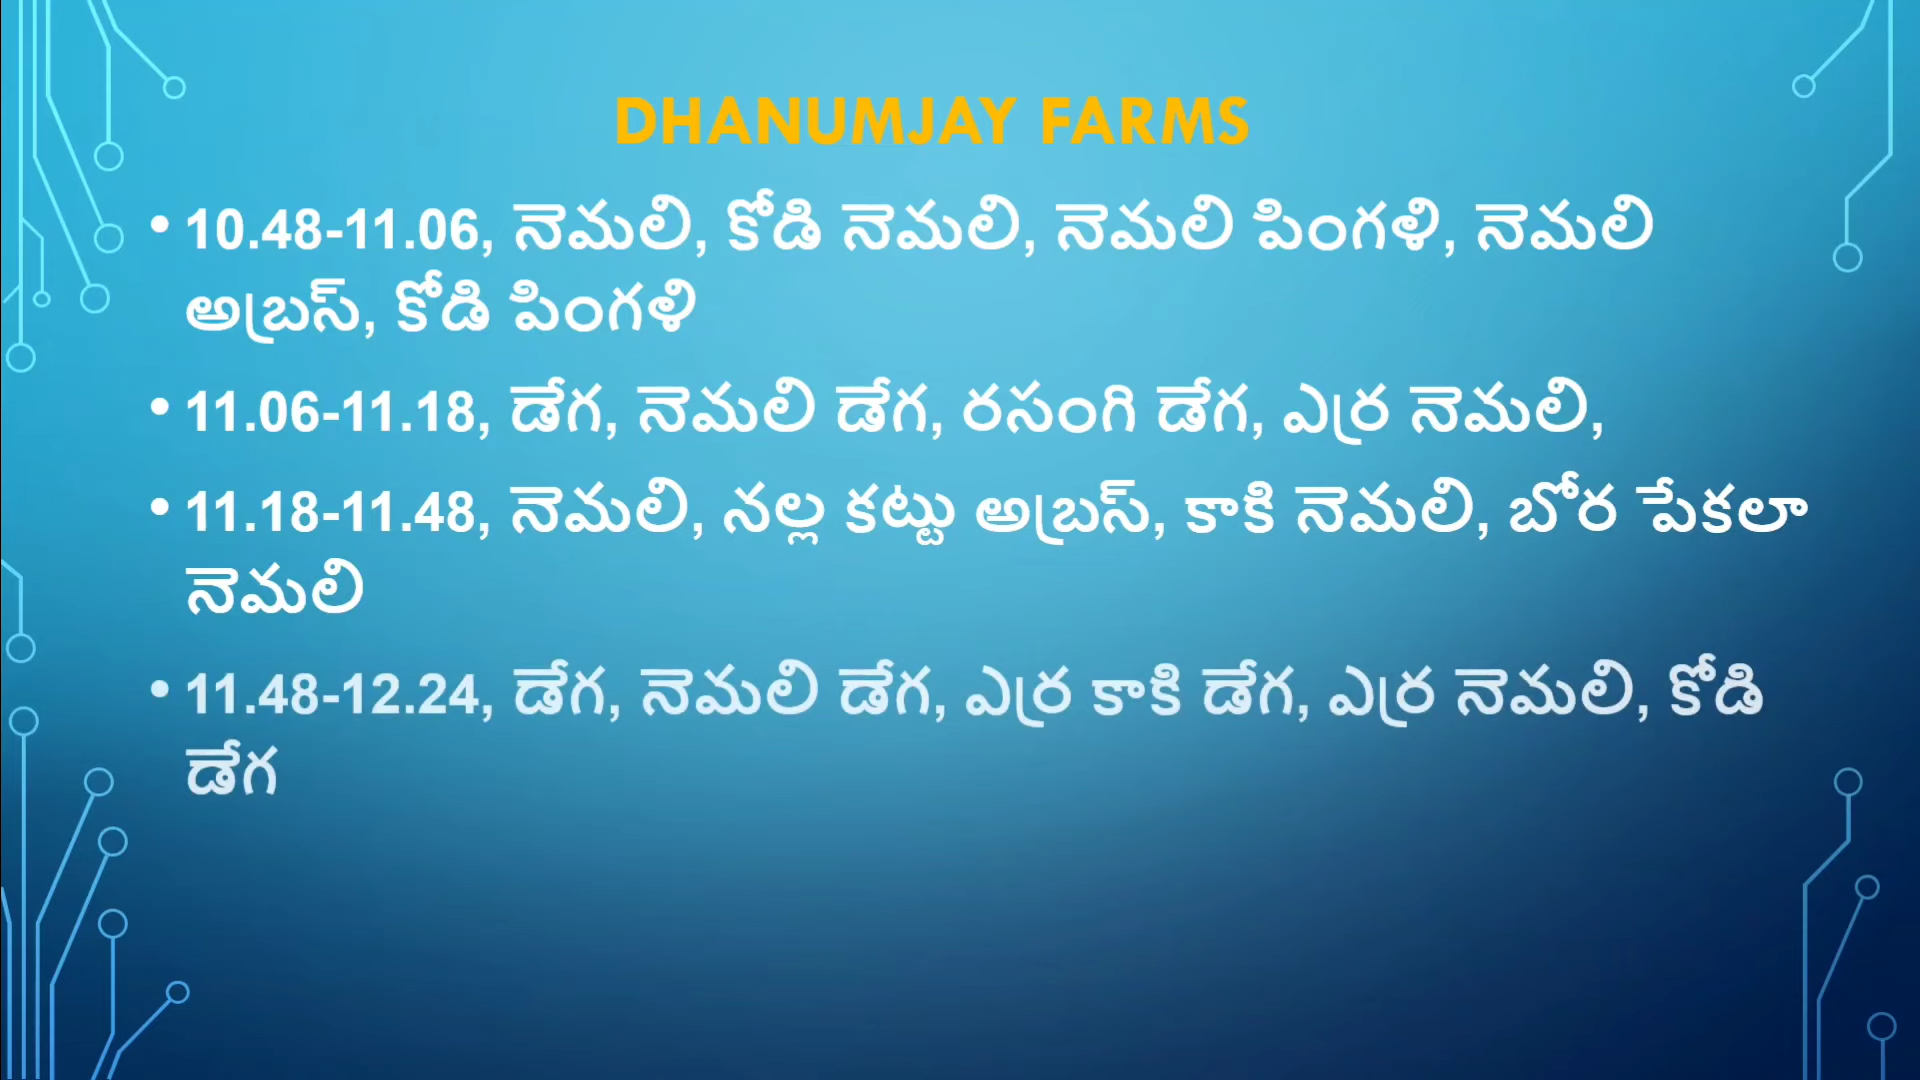 DHANUMJAY FARMS
• 10.48-11.06, నెమలి, కోడి నెమలి, నెమలి పింగళి, నెమలి
అబ్రస్, కోడి పింగళి
• 11.06-11.18, డేగ, నెమలి డేగ, రసంగి డేగ, ఎర్ర నెమలి,
• 11.18-11.48, నెమలి, నల్ల కట్టు అబ్రస్, కాకి నెమలి, బోర పేకలా
నెమలి
• 11.48-12.24, డేగ, నెమలి డేగ, ఎర్ర కాకి డేగ, ఎర్ర నెమలి, కోడి
డేగ